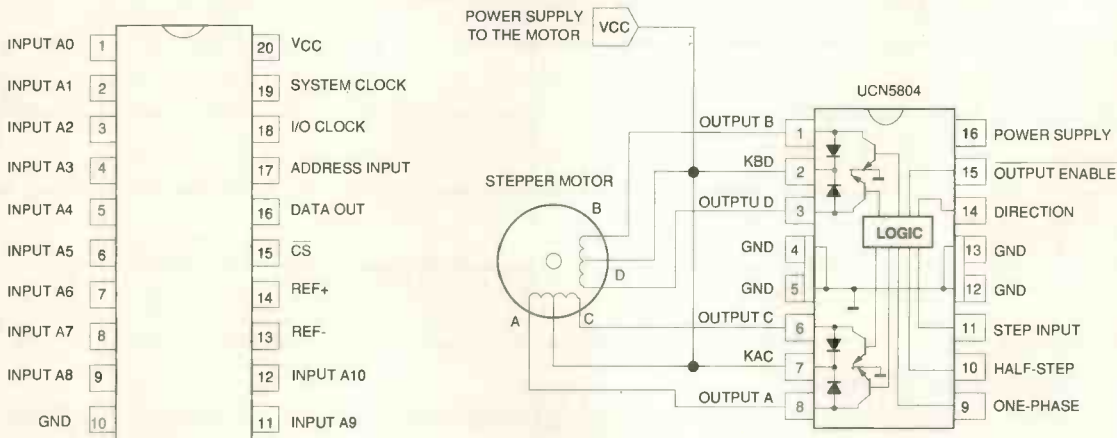 INPUT A0 1
INPUT A1 2
INPUT A2 3
INPUT A3 4
INPUT A4 5
INPUT A5 6
INPUT A6 7
INPUT A7 8
INPUT A8 9
GND 10
20 VCC
19 SYSTEM CLOCK
18 I/O CLOCK
17 ADDRESS INPUT
16 DATA OUT
15 CS
14 REF+
13 REF-
12 INPUT A10
11 INPUT A9
POWER SUPPLY
TO THE MOTOR
VCC
STEPPER MOTOR
B
D
A
C
UCN5804
OUTPUT B 1
KBD 2
OUTPTU D 3
GND 4
GND 5
OUTPUT C 6
KAC 7
OUTPUT A 8
LOGIC
16 POWER SUPPLY
15 OUTPUT ENABLE
14 DIRECTION
13 GND
12 GND
11 STEP INPUT
10 HALF-STEP
9 ONE-PHASE